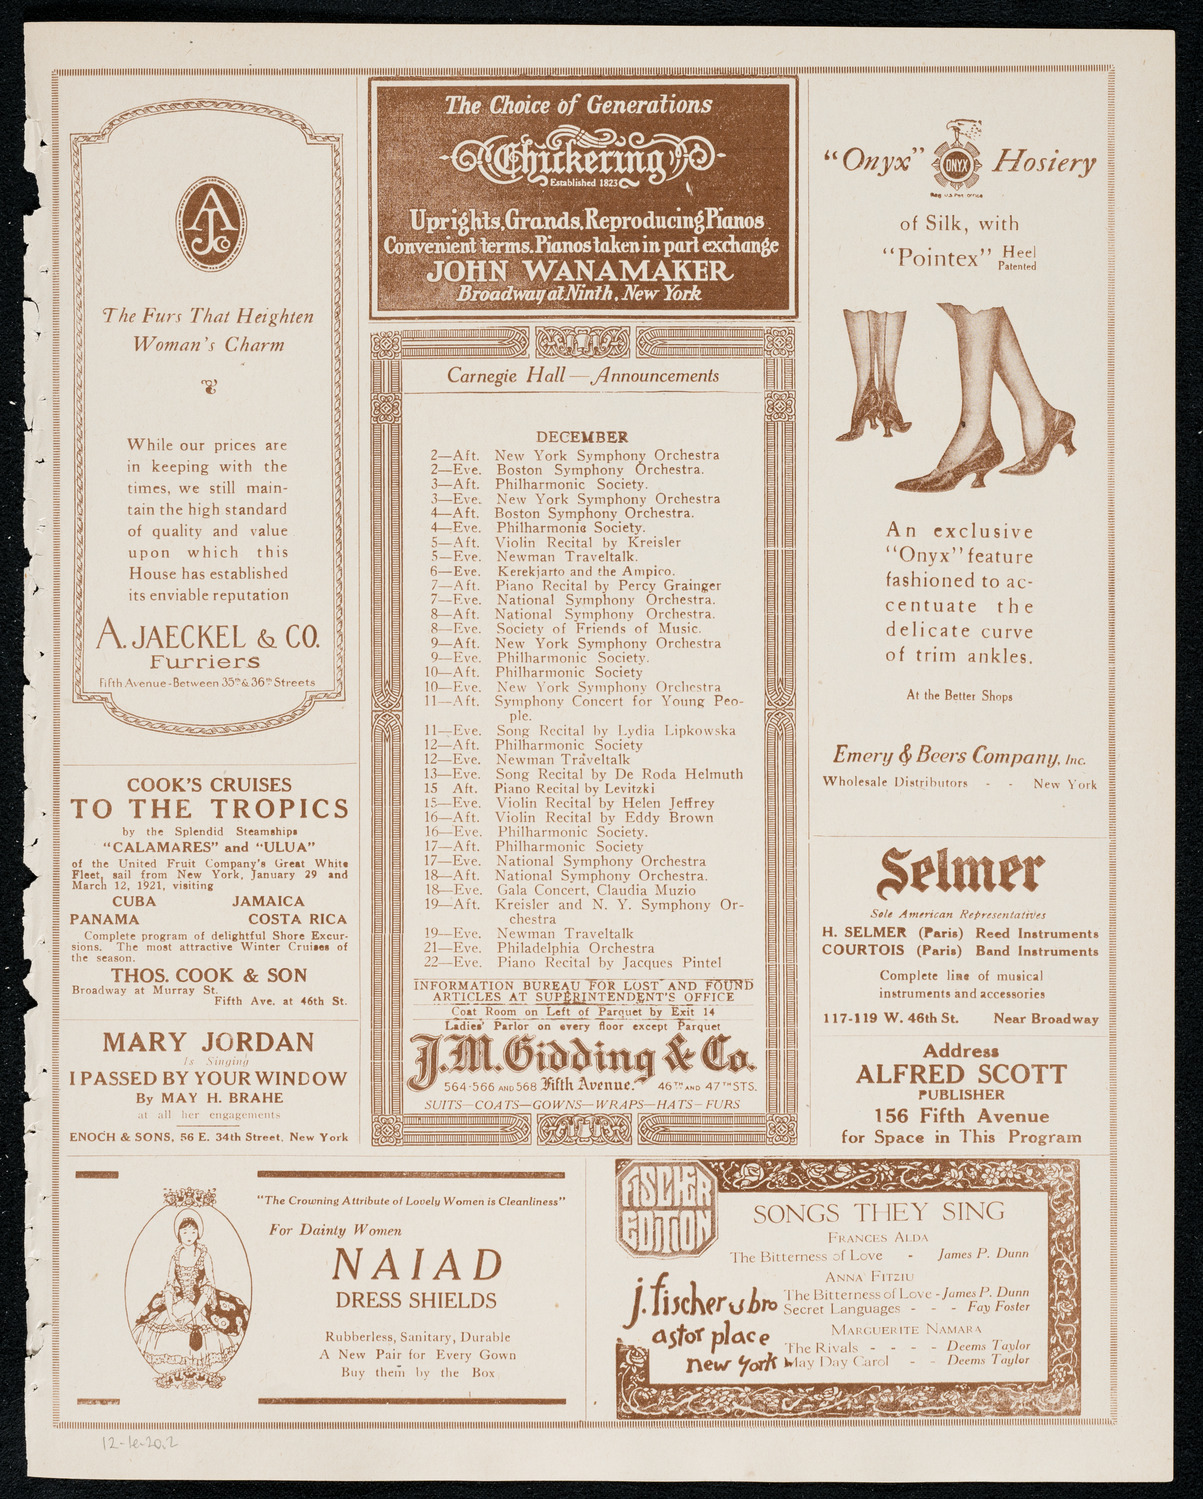 AJCo
The Furs That Heighten
Woman's Charm
While our prices are
in keeping with the
times, we still main-
tain the high standard
of quality and value
upon which this
House has established
its enviable reputation
A. JAECKEL & CO.
Furriers
Fifth Avenue-Between 35th & 36th Streets
COOK'S CRUISES
TO THE TROPICS
by the Splendid Steamships
"CALAMARES" and "ULUA"
of the United Fruit Company's Great White
Fleet, sail from New York, January 29 and
March 12, 1921, visiting
CUBA JAMAICA
PANAMA COSTA RICA
Complete program of delightful Shore Excur-
sions. The most attractive Winter Cruises of
the season.
THOS. COOK & SON
Broadway at Murray St.
Fifth Ave. at 46th St.
MARY JORDAN
Is Singing
I PASSED BY YOUR WINDOW
By MAY H. BRAHE
at all her engagements
ENOCH & SONS, 56 E. 34th Street, New York
The Choice of Generations
Chickering
Established 1823
Uprights, Grands, Reproducing Pianos
Convenient terms. Pianos taken in part exchange
JOHN WANAMAKER
Broadway at Ninth, New York
Carnegie Hall — Announcements
DECEMBER
2—Aft. New York Symphony Orchestra
2—Eve. Boston Symphony Orchestra.
3—Aft. Philharmonic Society.
3—Eve. New York Symphony Orchestra
4—Aft. Boston Symphony Orchestra.
4—Eve. Philharmonic Society.
5—Aft. Violin Recital by Kreisler
5—Eve. Newman Traveltalk.
6—Eve. Kerekjarto and the Ampico.
7—Aft. Piano Recital by Percy Grainger
7—Eve. National Symphony Orchestra.
8—Aft. National Symphony Orchestra.
8—Eve. Society of Friends of Music.
9—Aft. New York Symphony Orchestra
9—Eve. Philharmonic Society.
10—Aft. Philharmonic Society
10—Eve. New York Symphony Orchestra
11—Aft. Symphony Concert for Young Peo-
ple.
11—Eve. Song Recital by Lydia Lipkowska
12—Aft. Philharmonic Society
12—Eve. Newman Traveltalk
13—Eve. Song Recital by De Roda Helmuth
15 Aft. Piano Recital by Levitzki
15—Eve. Violin Recital by Helen Jeffrey
16—Aft. Violin Recital by Eddy Brown
16—Eve. Philharmonic Society.
17—Aft. Philharmonic Society
17—Eve. National Symphony Orchestra
18—Aft. National Symphony Orchestra.
18—Eve. Gala Concert, Claudia Muzio
19—Aft. Kreisler and N. Y. Symphony Or-
chestra
19—Eve. Newman Traveltalk
21—Eve. Philadelphia Orchestra
22—Eve. Piano Recital by Jacques Pintel
INFORMATION BUREAU FOR LOST AND FOUND
ARTICLES AT SUPERINTENDENT'S OFFICE
Coat Room on Left of Parquet by Exit 14
Ladies' Parlor on every floor except Parquet
J.M. Gidding & Co.
564-566 AND 568 Fifth Avenue. 46TH AND 47TH STS.
SUITS—COATS—GOWNS—WRAPS—HATS—FURS
"Onyx" ONYX Hosiery
Reg. U.S. Pat. Office
of Silk, with
"Pointex" Heel
Patented
An exclusive
"Onyx" feature
fashioned to ac-
centuate the
delicate curve
of trim ankles.
At the Better Shops
Emery & Beers Company, Inc.
Wholesale Distributors - - New York
Selmer
Sole American Representatives
H. SELMER (Paris) Reed Instruments
COURTOIS (Paris) Band Instruments
Complete line of musical
instruments and accessories
117-119 W. 46th St. Near Broadway
Address
ALFRED SCOTT
PUBLISHER
156 Fifth Avenue
for Space in This Program
"The Crowning Attribute of Lovely Women is Cleanliness"
For Dainty Women
NAIAD
DRESS SHIELDS
Rubberless, Sanitary, Durable
A New Pair for Every Gown
Buy them by the Box
FISCHER
EDITION
j. fischer & bro
astor place
new york
SONGS THEY SING
FRANCES ALDA
The Bitterness of Love - James P. Dunn
ANNA FITZIU
The Bitterness of Love - James P. Dunn
Secret Languages - - - Fay Foster
MARGUERITE NAMARA
The Rivals - - - - Deems Taylor
May Day Carol - - Deems Taylor